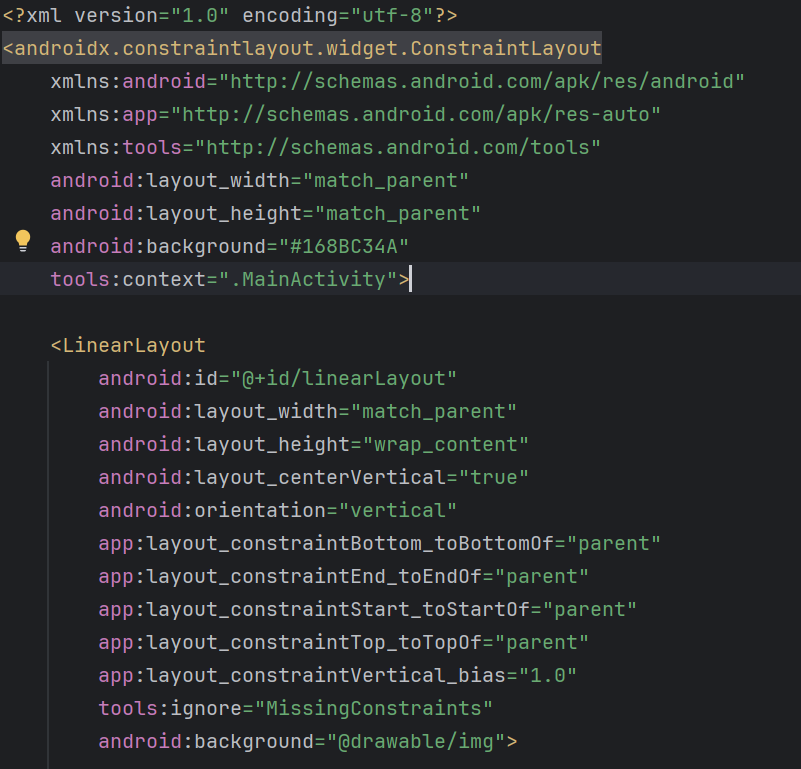 <?xml version="1.0" encoding="utf-8"?>
<androidx.constraintlayout.widget.ConstraintLayout
    xmlns:android="http://schemas.android.com/apk/res/android"
    xmlns:app="http://schemas.android.com/apk/res-auto"
    xmlns:tools="http://schemas.android.com/tools"
    android:layout_width="match_parent"
    android:layout_height="match_parent"
    android:background="#168BC34A"
    tools:context=".MainActivity">

    <LinearLayout
        android:id="@+id/linearLayout"
        android:layout_width="match_parent"
        android:layout_height="wrap_content"
        android:layout_centerVertical="true"
        android:orientation="vertical"
        app:layout_constraintBottom_toBottomOf="parent"
        app:layout_constraintEnd_toEndOf="parent"
        app:layout_constraintStart_toStartOf="parent"
        app:layout_constraintTop_toTopOf="parent"
        app:layout_constraintVertical_bias="1.0"
        tools:ignore="MissingConstraints"
        android:background="@drawable/img">